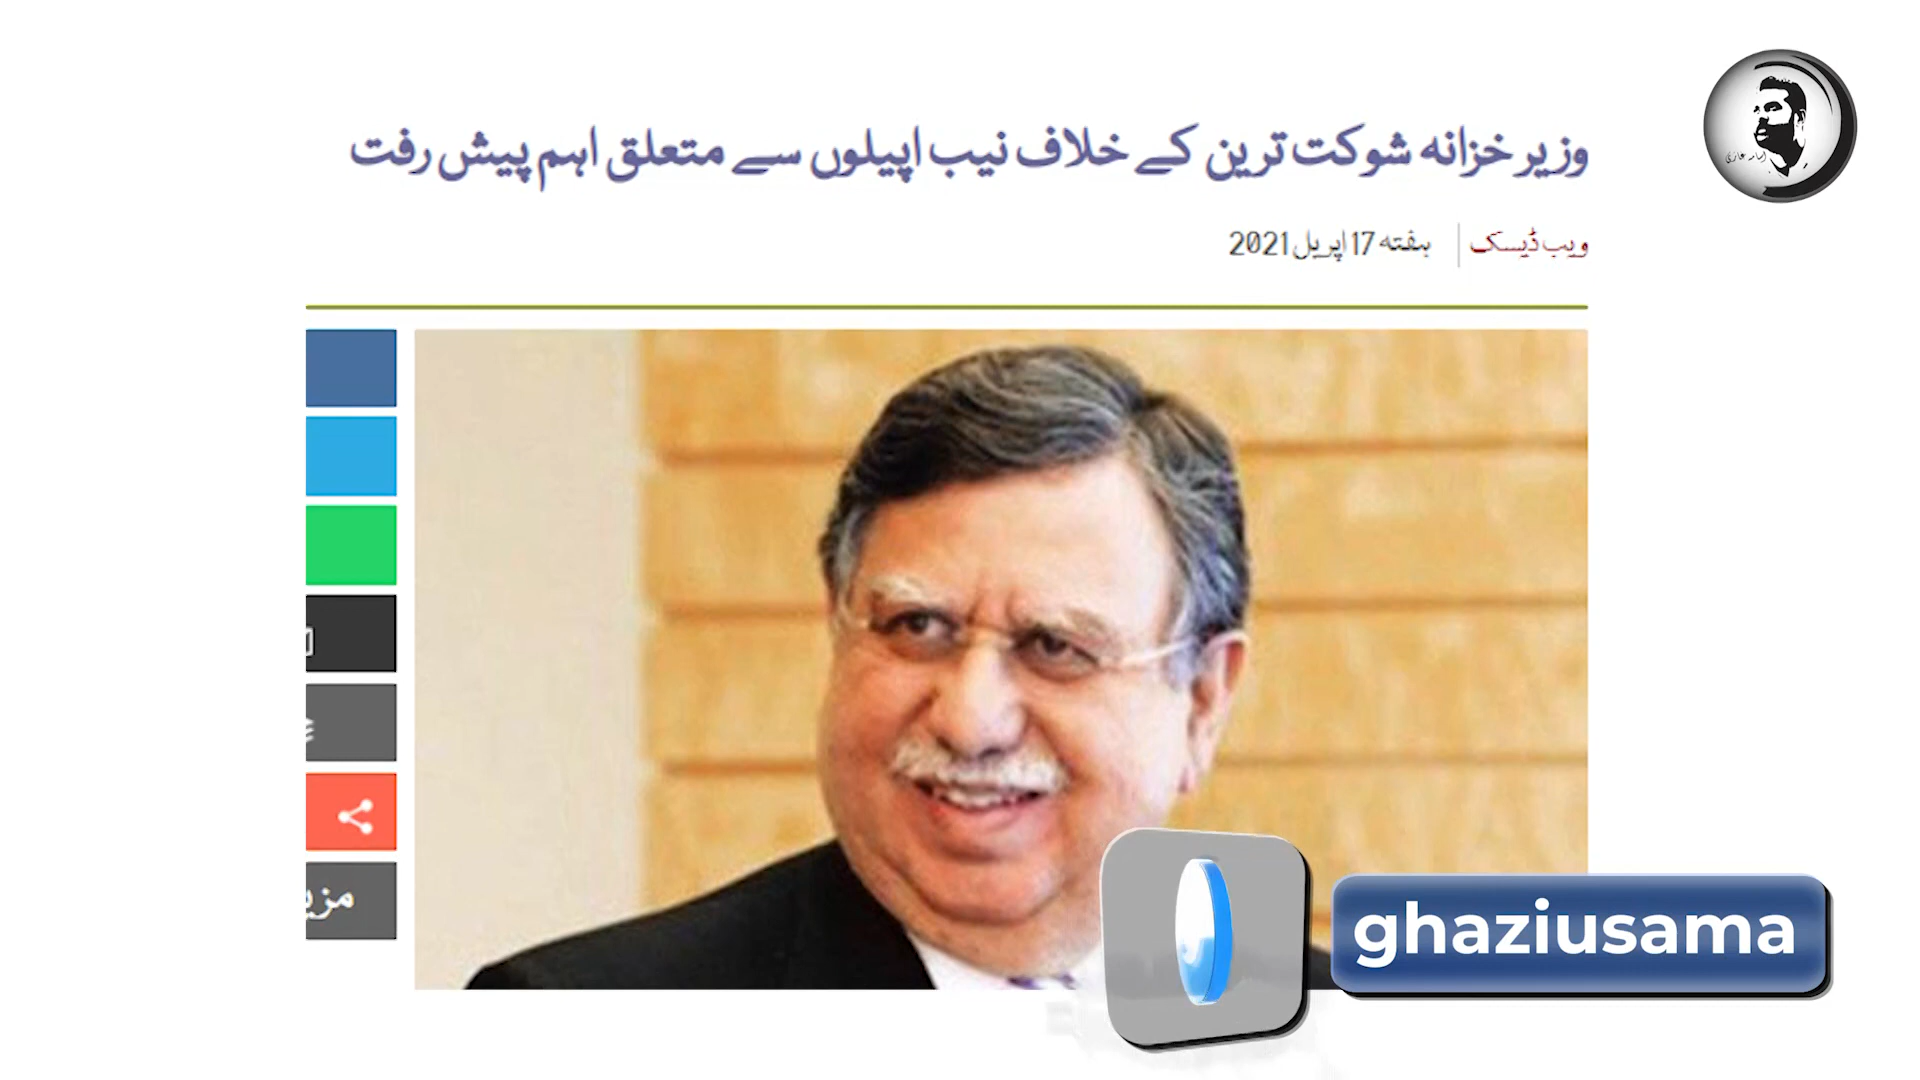 وزیر خزانہ شوکت ترین کے خلاف نیب اپیلوں سے متعلق اہم پیش رفت
ویب ڈیسک | ہفتہ 17 اپریل 2021
ghaziusama